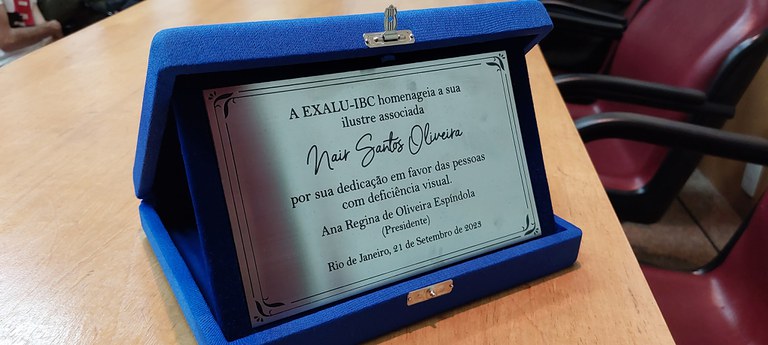 A EXALU-IBC homenageia a sua
ilustre associada
Nair Santos Oliveira
por sua dedicação em favor das pessoas
com deficiência visual.
Ana Regina de Oliveira Espíndola
(Presidente)
Rio de Janeiro, 21 de Setembro de 2023